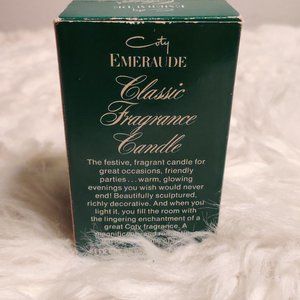 Coty
EMERAUDE
Classic
Fragrance
Candle
The festive, fragrant candle for
great occasions, friendly
parties...warm, glowing
evenings you wish would never
end! Beautifully sculptured,
richly decorative. And when you
light it, you fill the room with
the lingering enchantment of a
great Coty fragrance. A
magnificent and